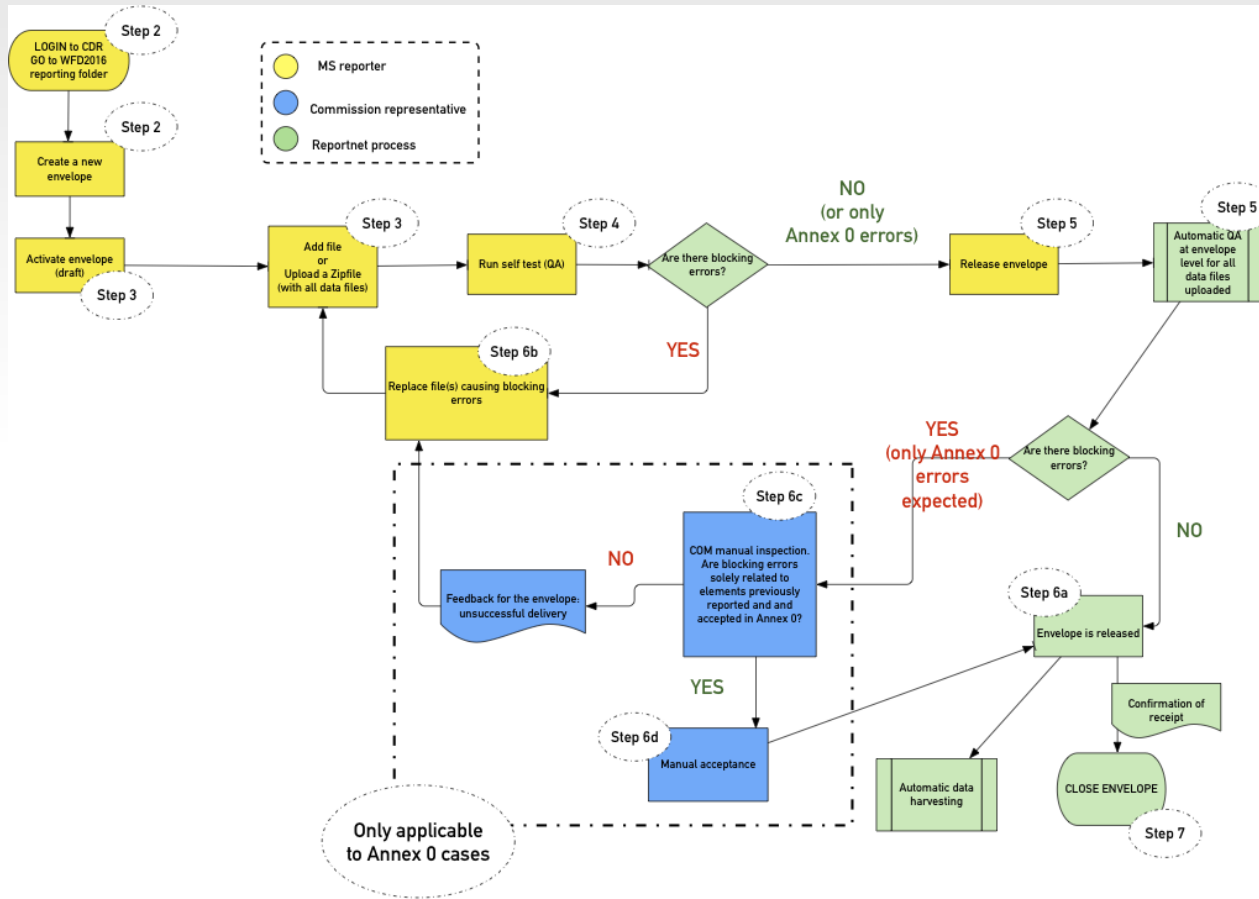 Step 2
LOGIN to CDR
GO to WFD2016
reporting folder
MS reporter
Commission representative
Reportnet process
Step 2
Create a new
envelope
Activate envelope
(draft)
Step 3
Step 3
Add file
or
Upload a Zipfile
(with all data files)
Step 4
Run self test (QA)
Are there blocking
errors?
NO
(or only
Annex 0 errors)
Step 5
Release envelope
Step 5
Automatic QA
at envelope
level for all
data files
uploaded
YES
Step 6b
Replace file(s) causing blocking
errors
YES
(only Annex 0
errors
expected)
Are there blocking
errors?
NO
Step 6c
COM manual inspection.
Are blocking errors
solely related to
elements previously
reported and and
accepted in Annex 0?
NO
Feedback for the envelope:
unsuccessful delivery
YES
Step 6d
Manual acceptance
Step 6a
Envelope is released
Confirmation of
receipt
Automatic data
harvesting
CLOSE ENVELOPE
Step 7
Only applicable
to Annex 0 cases